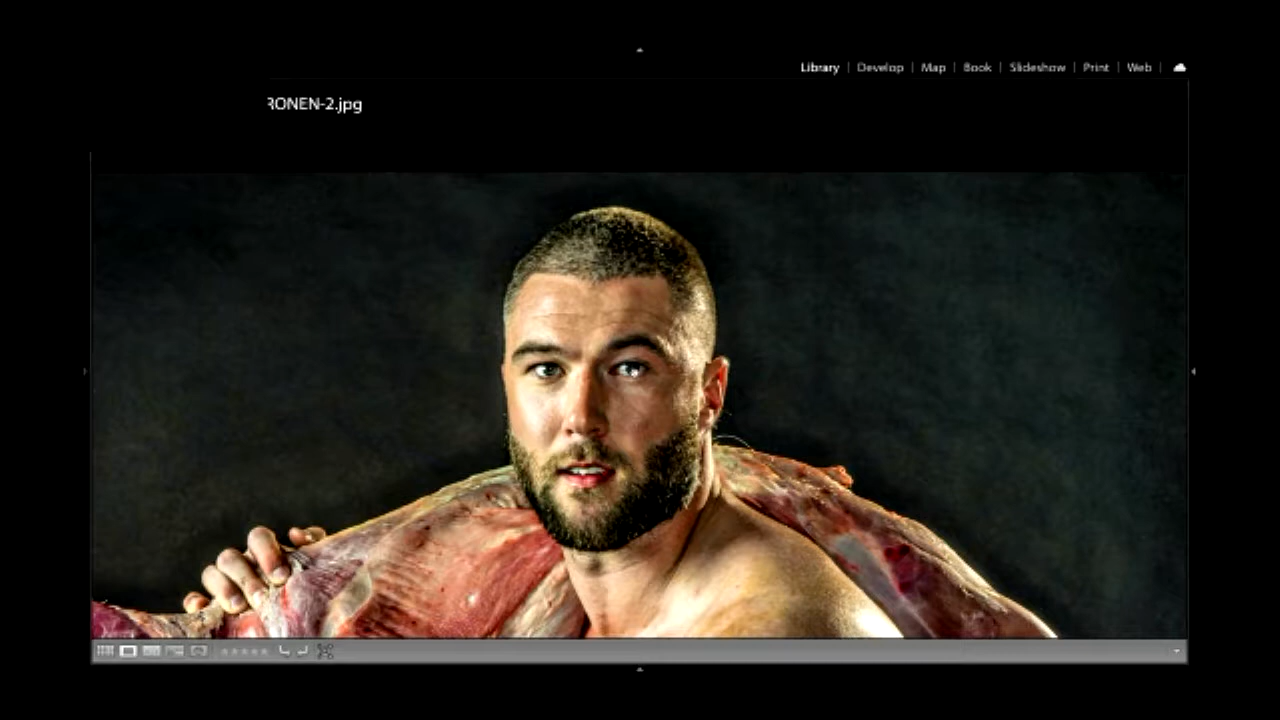 Library | Develop | Map | Book | Slideshow | Print | Web |
RONEN-2.jpg